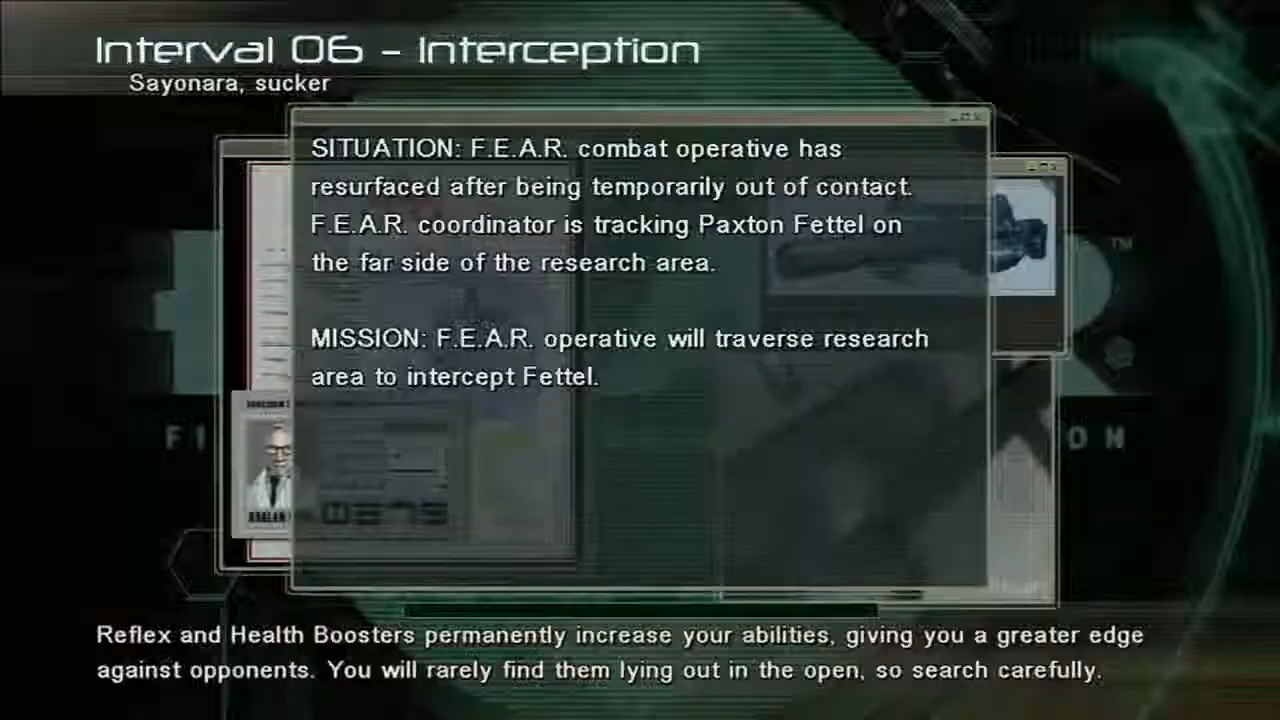 Interval 06 - Interception
Sayonara, sucker
SITUATION: F.E.A.R. combat operative has
resurfaced after being temporarily out of contact.
F.E.A.R. coordinator is tracking Paxton Fettel on
the far side of the research area.
MISSION: F.E.A.R. operative will traverse research
area to intercept Fettel.
TM
FI
ON
Reflex and Health Boosters permanently increase your abilities, giving you a greater edge
against opponents. You will rarely find them lying out in the open, so search carefully.